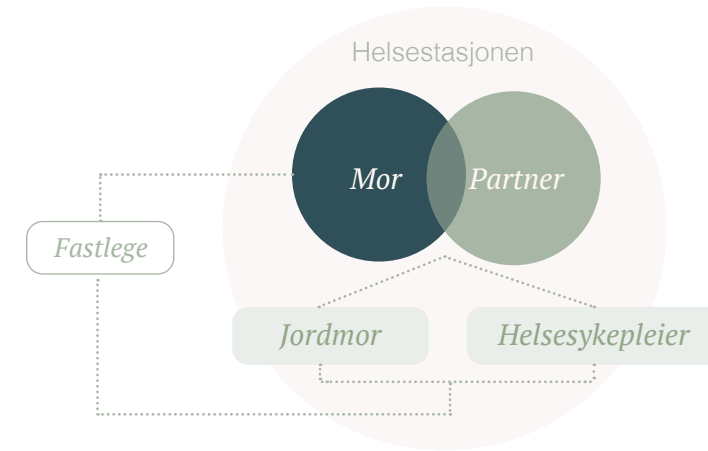 Helsestasjonen
Mor
Partner
Fastlege
Jordmor
Helsesykepleier